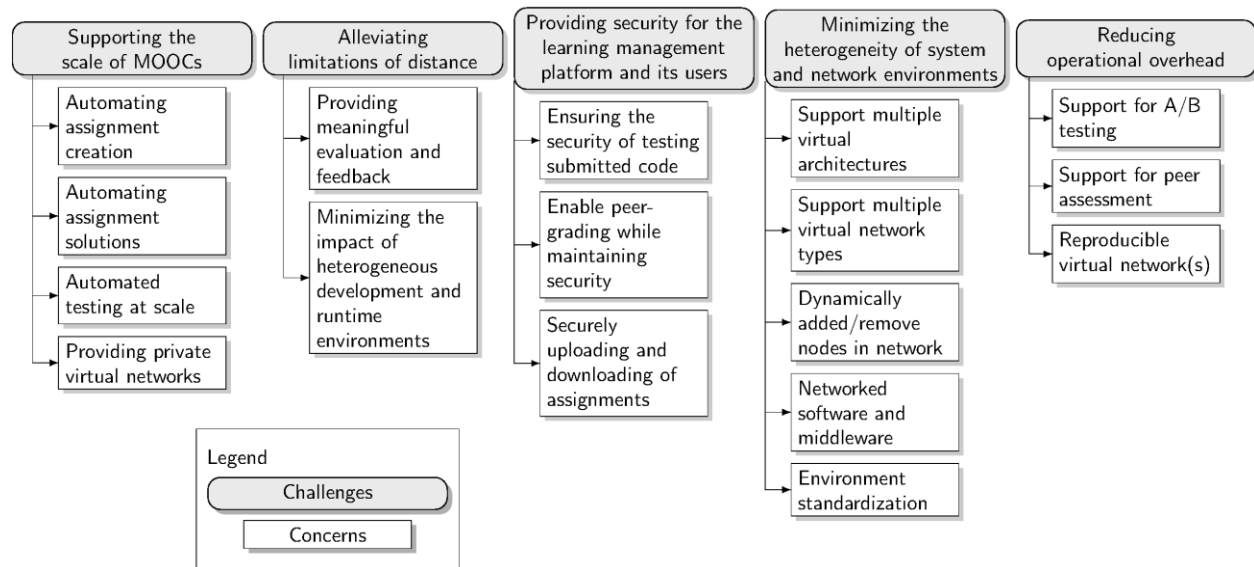 Supporting the
scale of MOOCs
Automating
assignment
creation
Automating
assignment
solutions
Automated
testing at scale
Providing private
virtual networks
Alleviating
limitations of distance
Providing
meaningful
evaluation and
feedback
Minimizing the
impact of
heterogeneous
development and
runtime
environments
Providing security for the
learning management
platform and its users
Ensuring the
security of testing
submitted code
Enable peer-
grading while
maintaining
security
Securely
uploading and
downloading of
assignments
Minimizing the
heterogeneity of system
and network environments
Support multiple
virtual
architectures
Support multiple
virtual network
types
Dynamically
added/remove
nodes in network
Networked
software and
middleware
Environment
standardization
Reducing
operational overhead
Support for A/B
testing
Support for peer
assessment
Reproducible
virtual network(s)
Legend
Challenges
Concerns